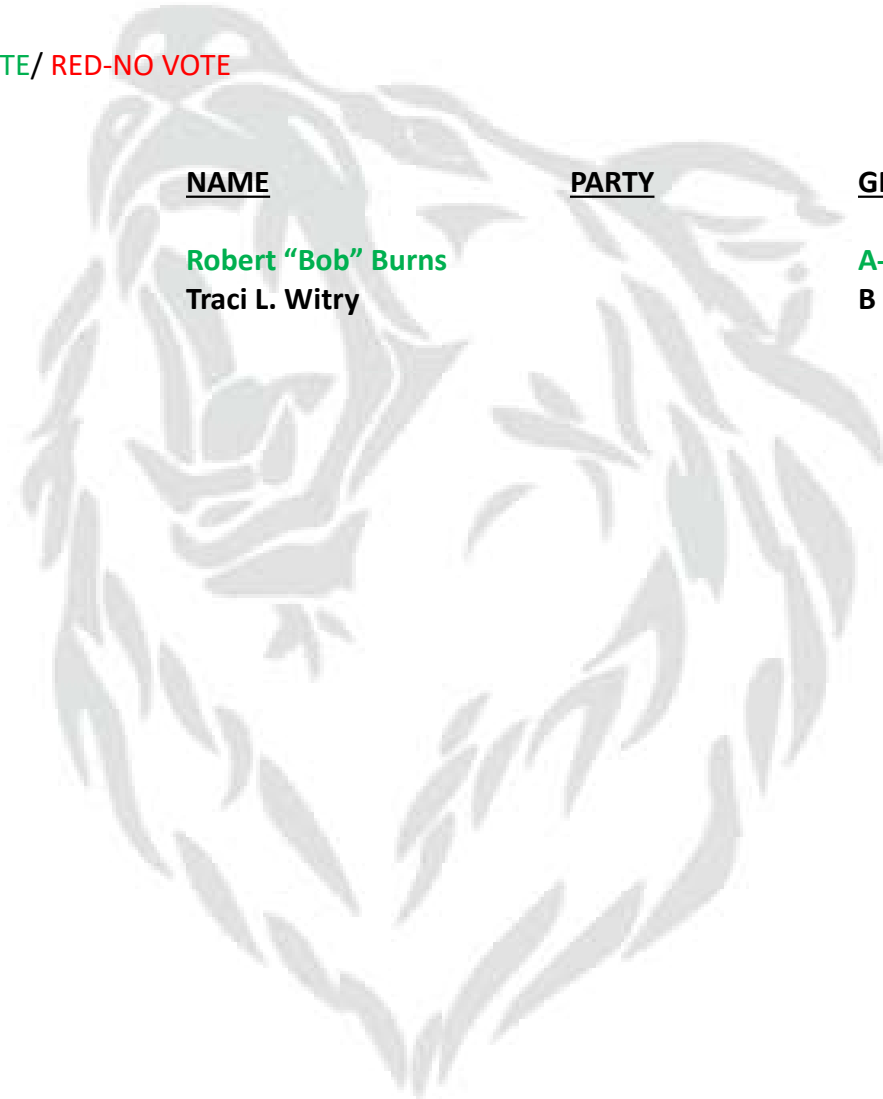 TE/ RED-NO VOTE
NAME PARTY
Robert “Bob” Burns A-
Traci L. Witry B